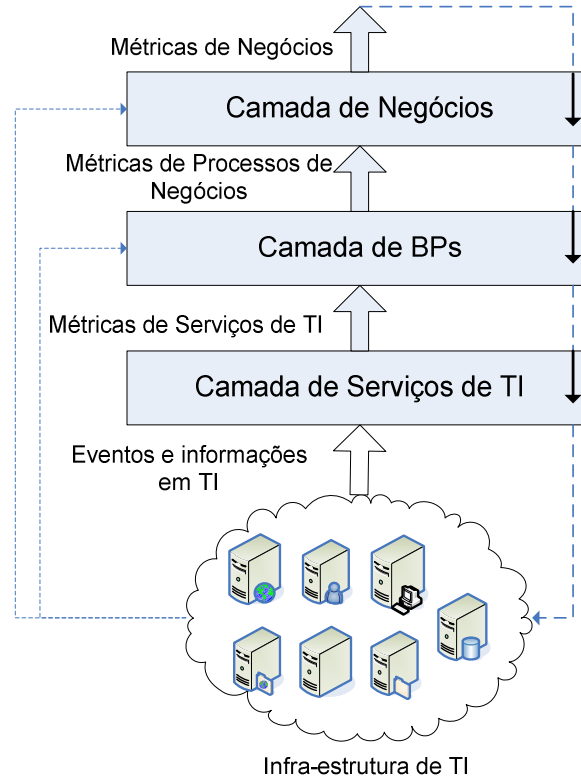 Métricas de Negócios
Camada de Negócios
Métricas de Processos de
Negócios
Camada de BPs
Métricas de Serviços de TI
Camada de Serviços de TI
Eventos e informações
em TI
Infra-estrutura de TI